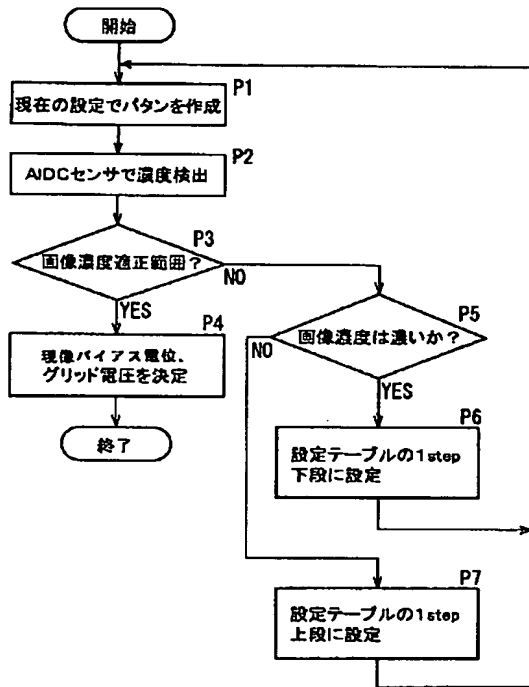 開始
P1
現在の設定でパタンを作成
P2
AIDCセンサで濃度検出
P3
画像濃度適正範囲？
NO
YES
P4
現像バイアス電位、
グリッド電圧を決定
終了
P5
画像濃度は濃いか？
NO
YES
P6
設定テーブルの1step
下段に設定
P7
設定テーブルの1step
上段に設定